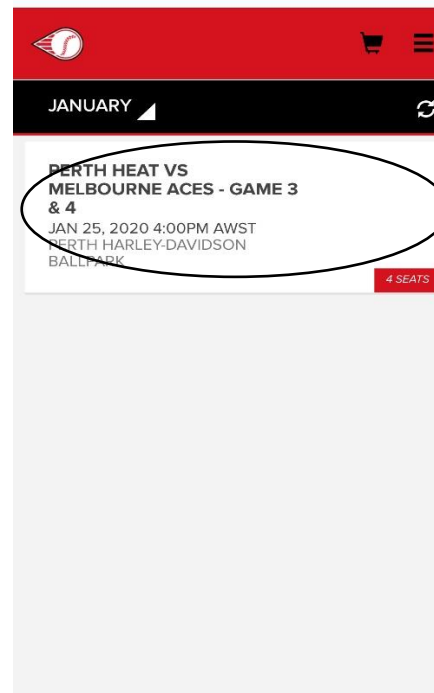 JANUARY
PERTH HEAT VS
MELBOURNE ACES - GAME 3
& 4
JAN 25, 2020 4:00PM AWST
PERTH HARLEY-DAVIDSON
BALLPARK
4 SEATS